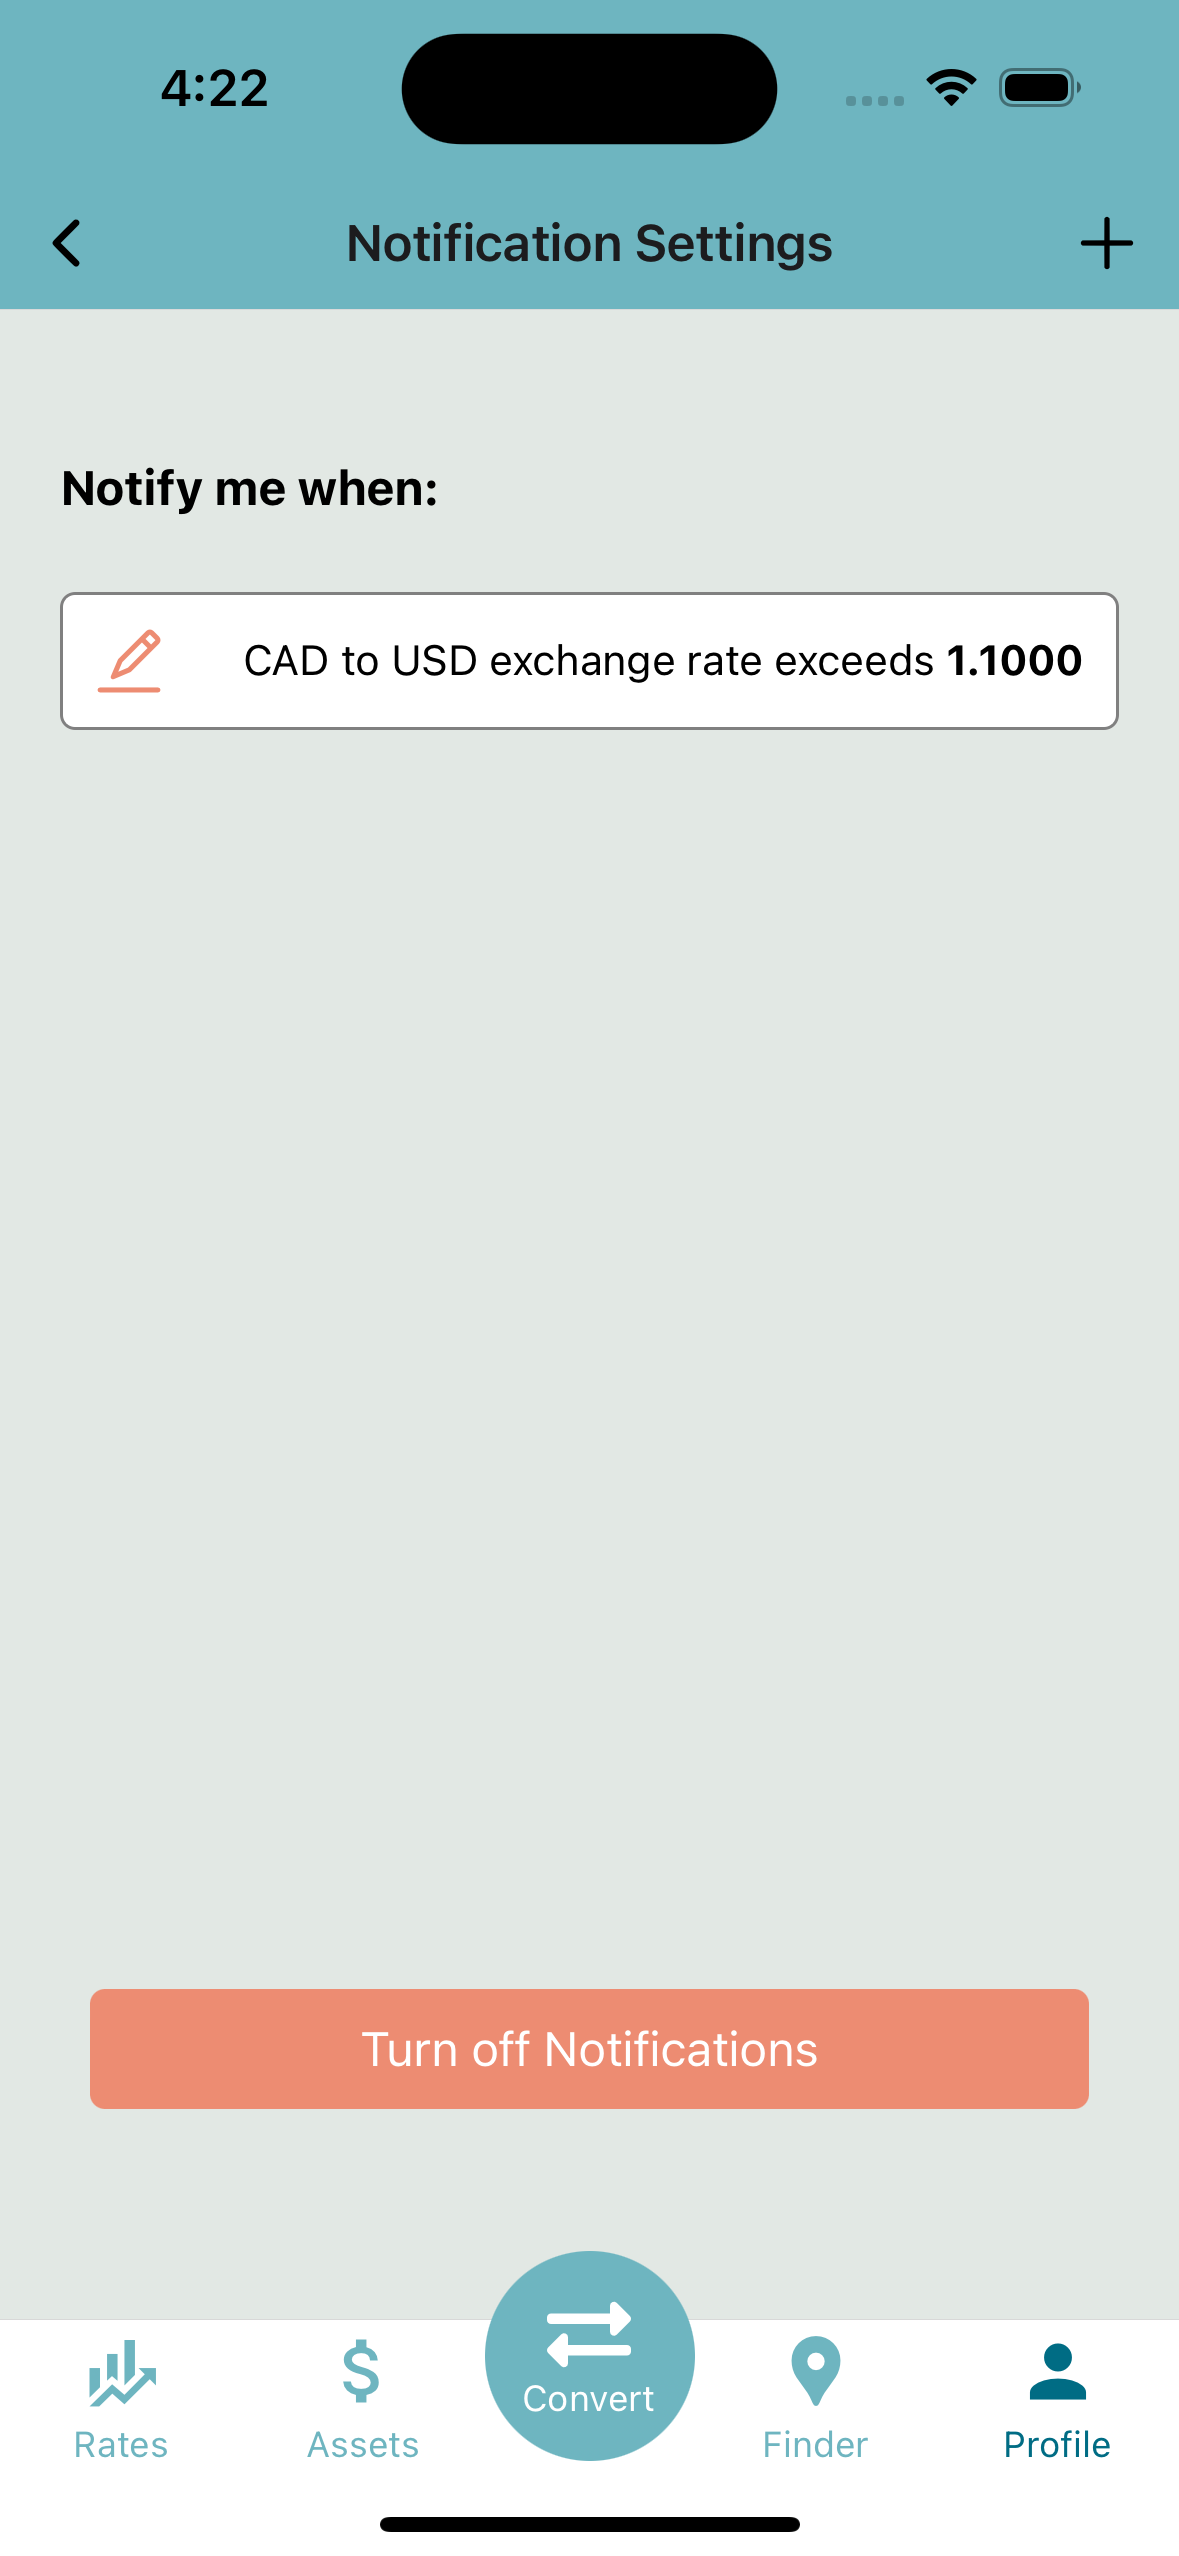 4:22
Notification Settings
Notify me when:
CAD to USD exchange rate exceeds 1.1000
Turn off Notifications
Rates
Assets
Convert
Finder
Profile